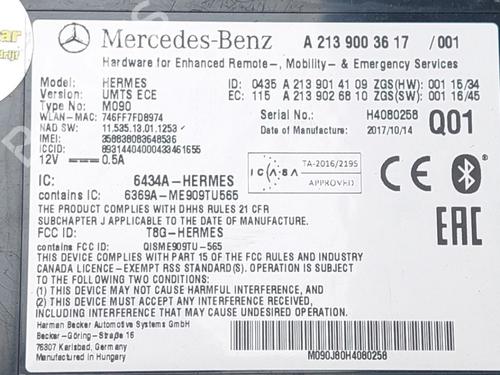 Mercedes-Benz A 213 900 36 17 / 001
Hardware for Enhanced Remote-, Mobility- & Emergency Services
Model: HERMES ID: 0435 A 213 901 41 09 ZGS(HW): 001 15/34
Version: UMTS ECE EC: 115 A 213 902 68 10 ZGS(SW): 001 16/45
Type No: M090
WLAN-MAC: 746FF7FD8974 Serial No.: H4080258
NAD SW: 11.535.13.01.1253 2017/10/14 Q01
IMEI: 358838083648536
ICCID: 89314404000433461655
12V 0.5A
ICASA TA-2016/2195
APPROVED
IC: 6434A-HERMES
contains IC: 6369A-ME909TU565
THE PRODUCT COMPLIES WITH DHHS RULES 21 CFR
SUBCHAPTER J APPLICABLE TO THE DATE OF MANUFACTURE.
FCC ID: T8G-HERMES
contains FCC ID: QISME909TU-565
EAC
THIS DEVICE COMPLIES WITH PART 15 OF THE FCC RULES AND INDUSTRY
CANADA LICENCE-EXEMPT RSS STANDARD(S). OPERATION IS SUBJECT
TO THE FOLLOWING TWO CONDITIONS:
(1) THIS DEVICE MAY NOT CAUSE HARMFUL INTERFERENCE, AND
(2) THIS DEVICE MUST ACCEPT ANY INTERFERENCE RECEIVED,
INCLUDING INTERFERENCE THAT MAY CAUSE UNDESIRED OPERATION.
Harman Becker Automotive Systems GmbH
Becker-Göring-Straße 16
76307 Karlsbad, Germany
Manufactured in Hungary
M090J80H4080258